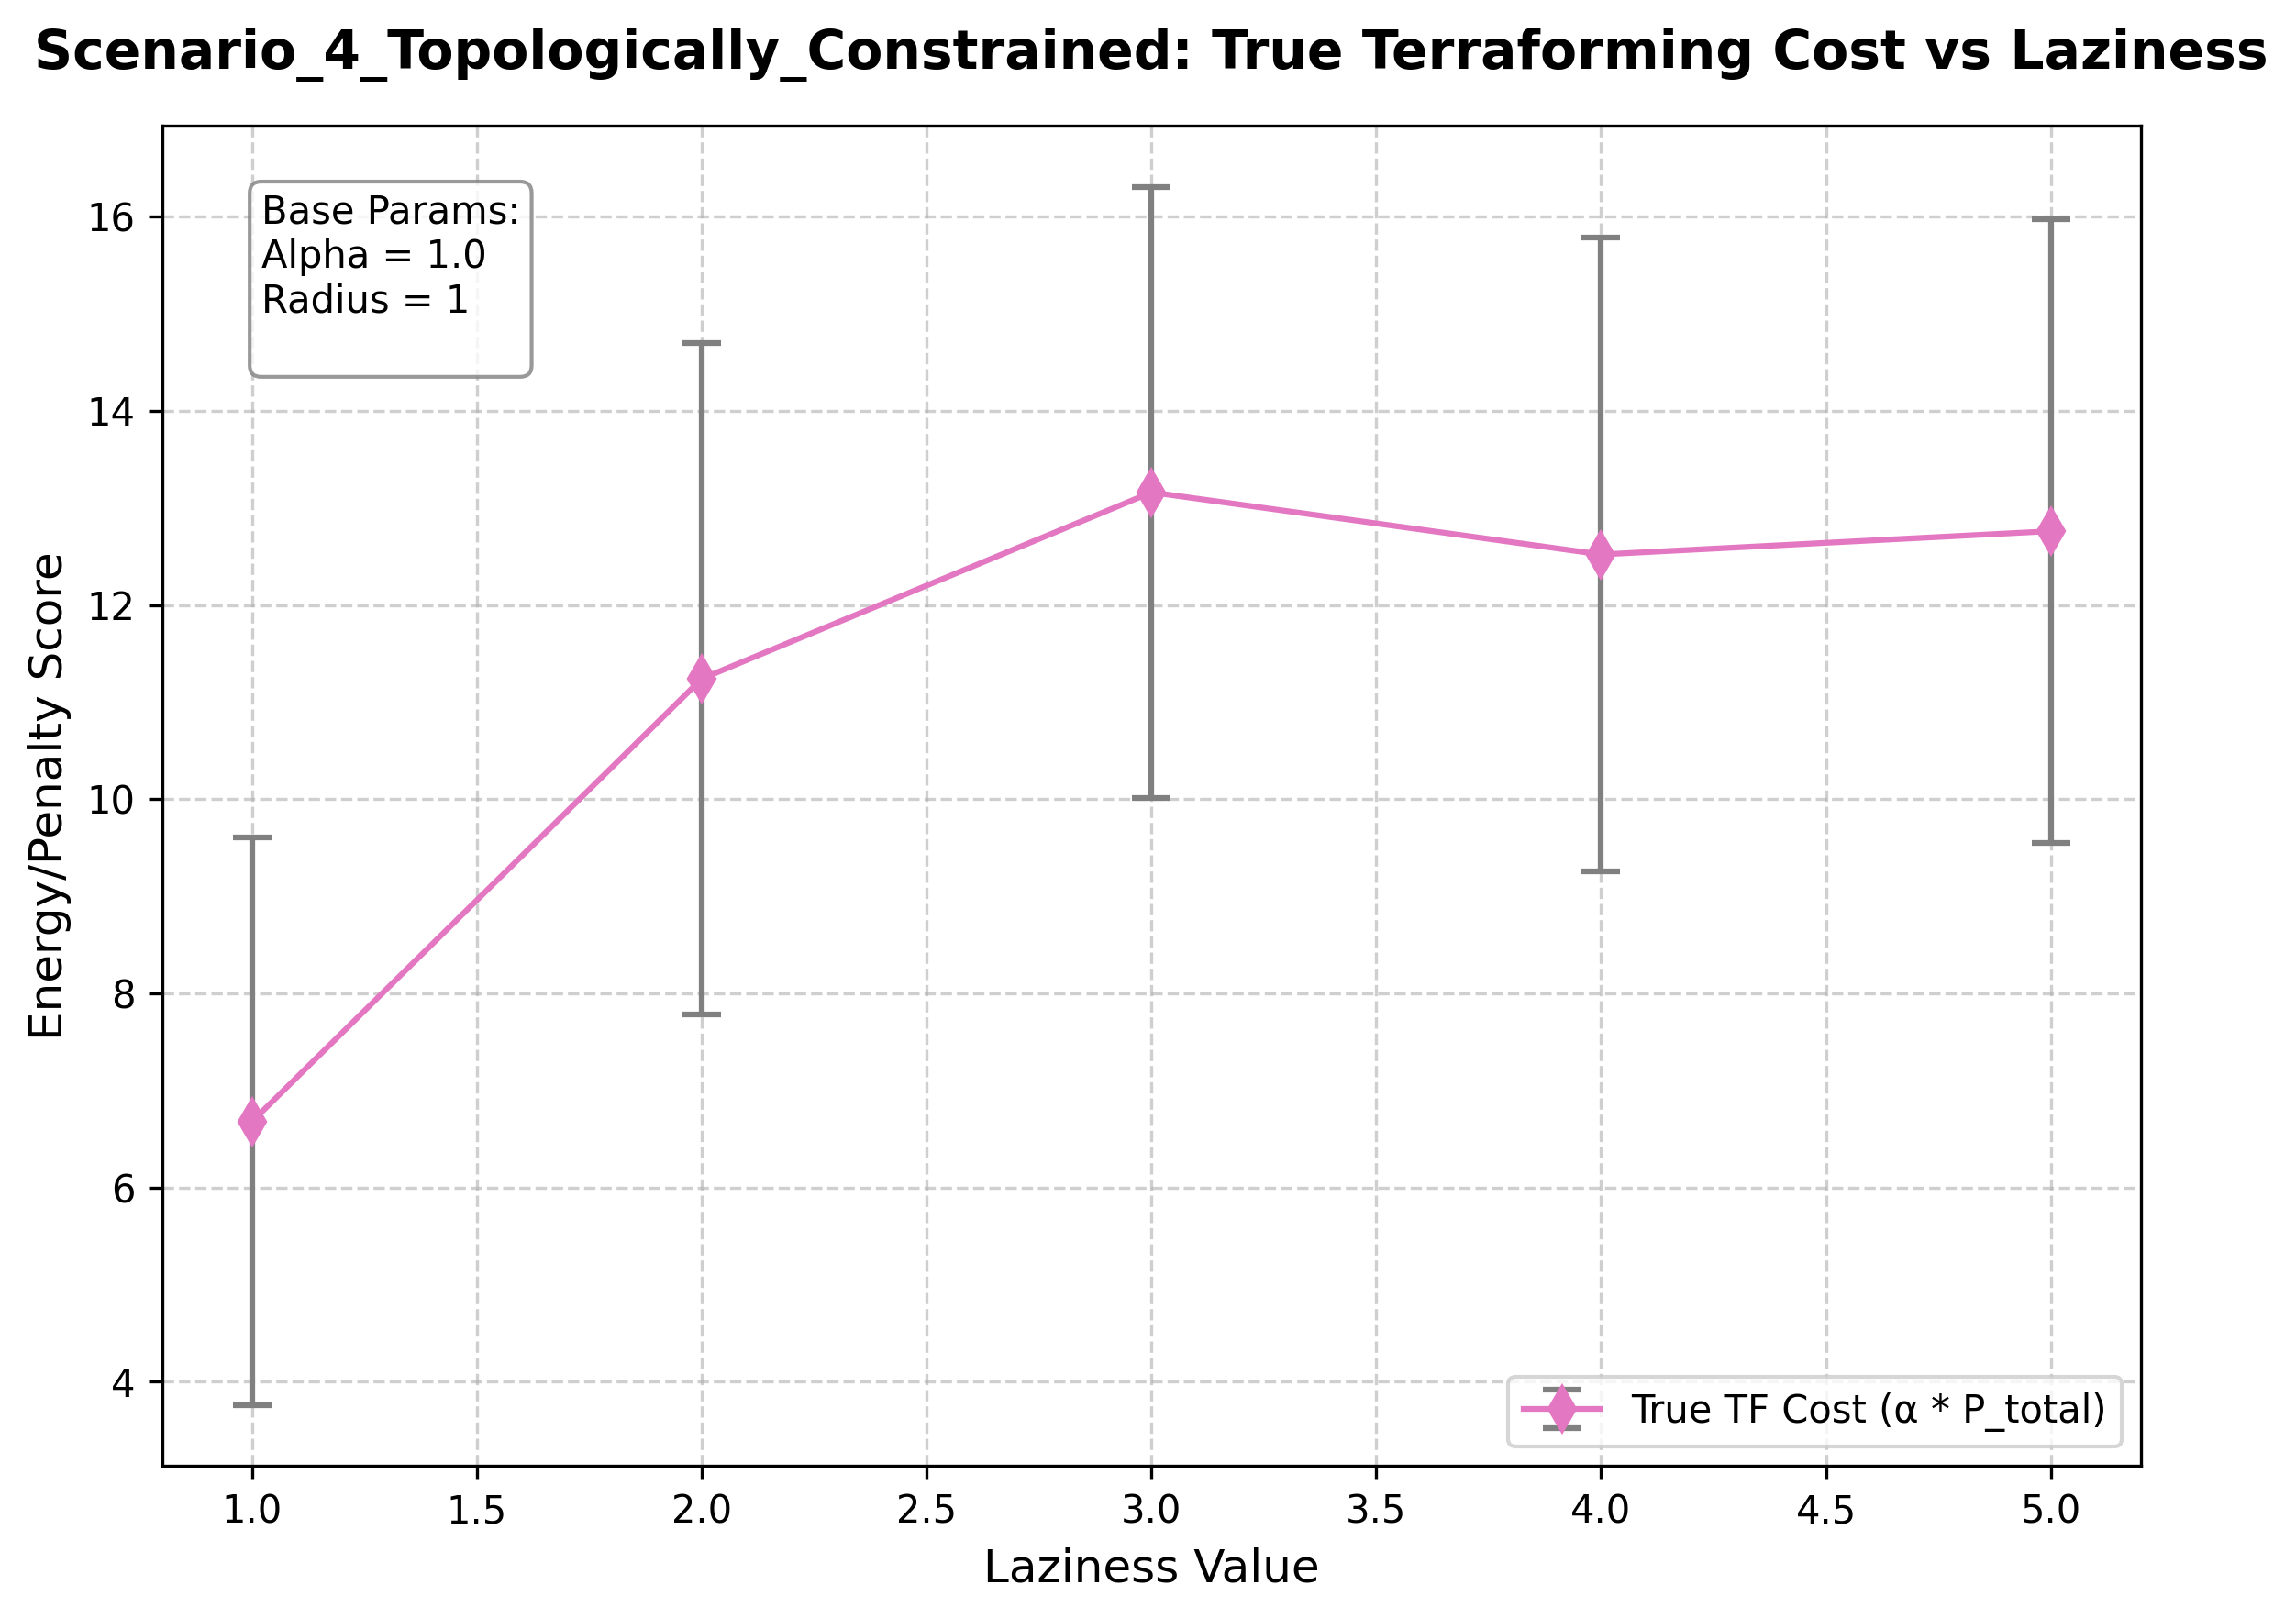 Scenario_4_Topologically_Constrained: True Terraforming Cost vs Laziness
Base Params:
Alpha = 1.0
Radius = 1
Energy/Penalty Score
16
14
12
10
8
6
4
True TF Cost (α * P_total)
1.0 1.5 2.0 2.5 3.0 3.5 4.0 4.5 5.0
Laziness Value